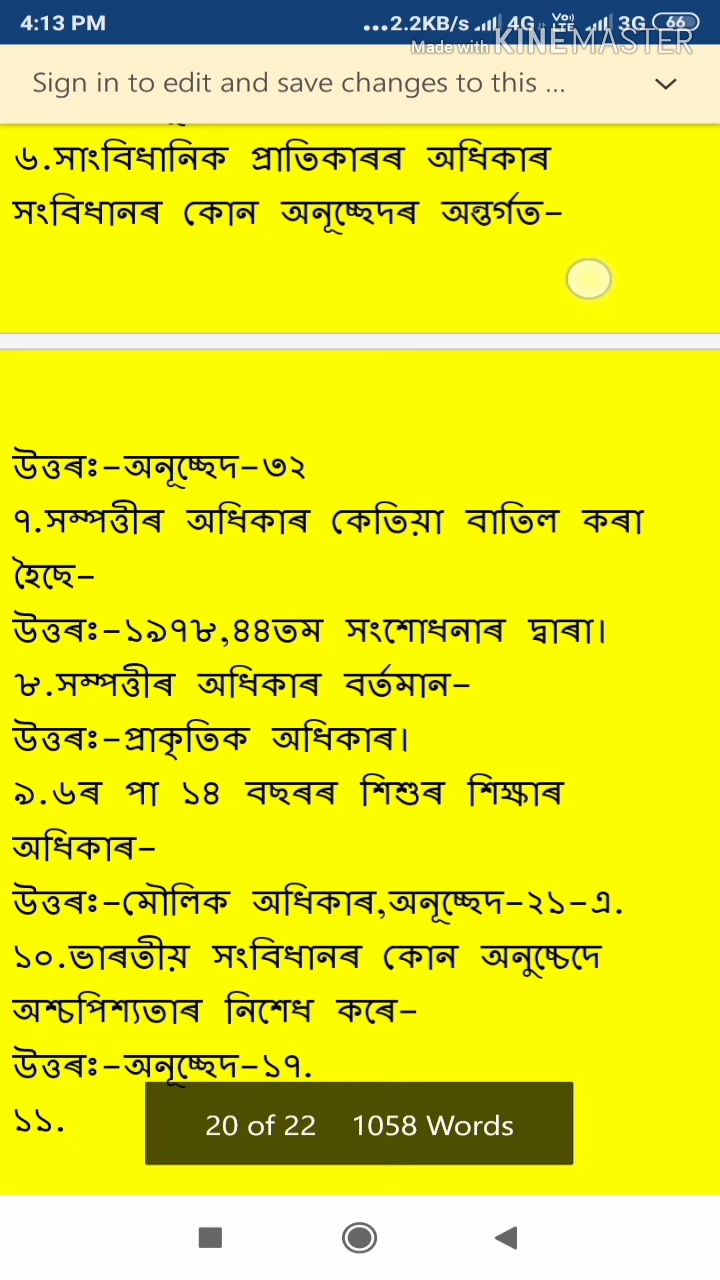 4:13 PM
...2.2KB/s 4G Vo) LTE 3G 66
Made with KINEMASTER
Sign in to edit and save changes to this ...
৬.সাংবিধানিক প্ৰাতিকাৰৰ অধিকাৰ
সংবিধানৰ কোন অনূচ্ছেদৰ অন্তৰ্গত-
উত্তৰঃ-অনূচ্ছেদ-৩২
৭.সম্পত্তীৰ অধিকাৰ কেতিয়া বাতিল কৰা
হৈছে-
উত্তৰঃ-১৯৭৮,৪৪তম সংশোধনাৰ দ্বাৰা।
৮.সম্পত্তীৰ অধিকাৰ বৰ্তমান-
উত্তৰঃ-প্ৰাকৃতিক অধিকাৰ।
৯.৬ৰ পা ১৪ বছৰৰ শিশুৰ শিক্ষাৰ
অধিকাৰ-
উত্তৰঃ-মৌলিক অধিকাৰ,অনূচ্ছেদ-২১-এ.
১০.ভাৰতীয় সংবিধানৰ কোন অনুচ্চেদে
অশ্চপিশ্যতাৰ নিশেধ কৰে-
উত্তৰঃ-অনূচ্ছেদ-১৭.
১১.
20 of 22 1058 Words